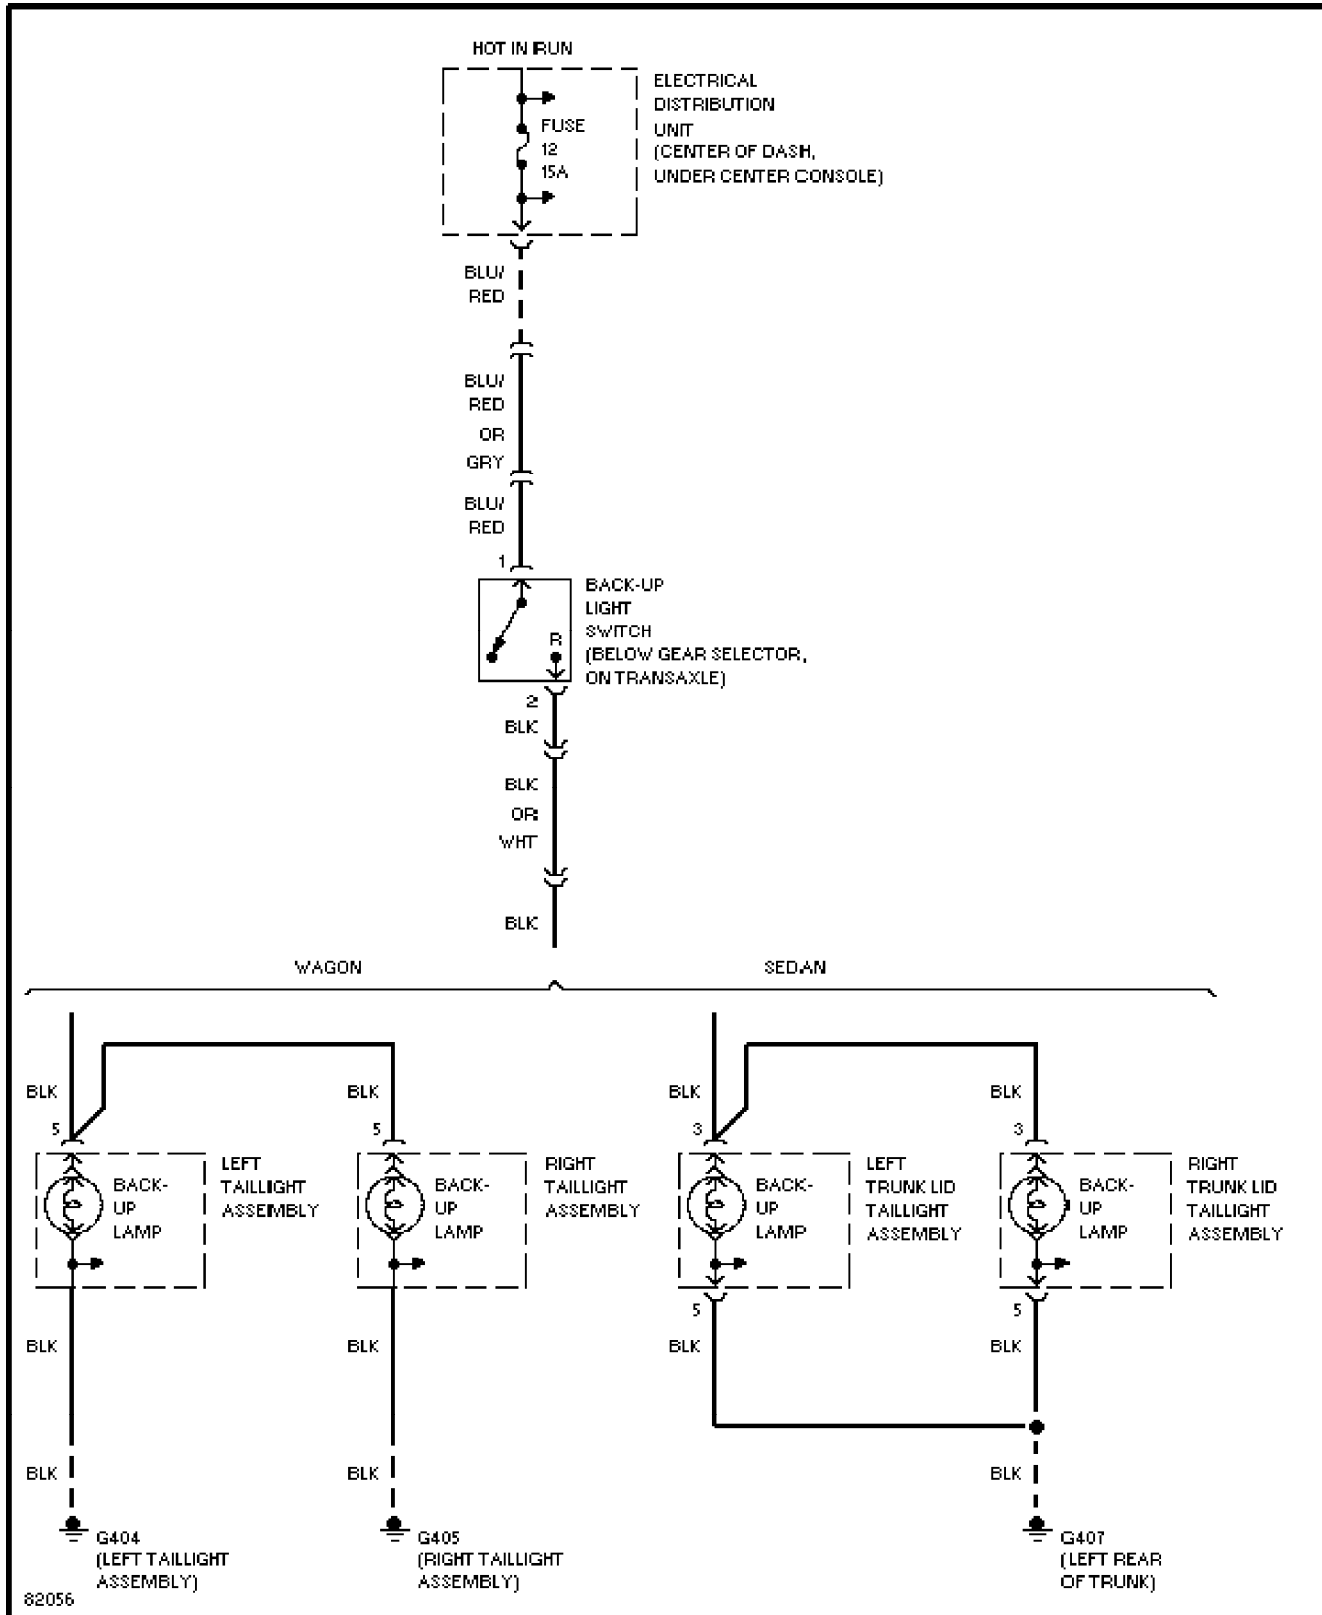 HOT IN RUN
ELECTRICAL
DISTRIBUTION
UNIT
(CENTER OF DASH,
UNDER CENTER CONSOLE)
FUSE
12
15A
BLU/
RED
BLU/
RED
OR
GRY
BLU/
RED
1
BACK-UP
LIGHT
SWITCH
(BELOW GEAR SELECTOR,
ON TRANSAXLE)
R
2
BLK
BLK
OR
WHT
BLK
WAGON
SEDAN
BLK
BLK
BLK
BLK
5
5
3
3
BACK-
UP
LAMP
LEFT
TAILLIGHT
ASSEMBLY
BACK-
UP
LAMP
RIGHT
TAILLIGHT
ASSEMBLY
BACK-
UP
LAMP
LEFT
TRUNK LID
TAILLIGHT
ASSEMBLY
BACK-
UP
LAMP
RIGHT
TRUNK LID
TAILLIGHT
ASSEMBLY
5
5
BLK
BLK
BLK
BLK
BLK
BLK
BLK
G404
(LEFT TAILLIGHT
ASSEMBLY)
G405
(RIGHT TAILLIGHT
ASSEMBLY)
G407
(LEFT REAR
OF TRUNK)
82056